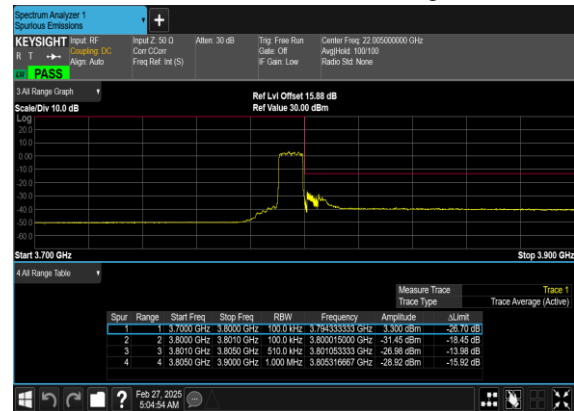 Spectrum Analyzer 1
Spurious Emissions
+
KEYSIGHT Input: RF Input Z: 50 Ω Atten: 30 dB Trig: Free Run Center Freq: 22.005000000 GHz
R T Coupling: DC Corr CCorr Gate: Off Avg|Hold: 100/100
Align: Auto Freq Ref: Int (S) IF Gain: Low Radio Std: None
PASS
3 All Range Graph
Ref Lvl Offset 15.88 dB
Scale/Div 10.0 dB Ref Value 30.00 dBm
Log
20.0
10.0
0.00
-10.0
-20.0
-30.0
-40.0
-50.0
-60.0
Start 3.700 GHz Stop 3.900 GHz
4 All Range Table
Measure Trace Trace 1
Trace Type Trace Average (Active)
Spur Range Start Freq Stop Freq RBW Frequency Amplitude ΔLimit
1 1 3.7000 GHz 3.8000 GHz 100.0 kHz 3.794333333 GHz 3.300 dBm -26.70 dB
2 2 3.8000 GHz 3.8010 GHz 100.0 kHz 3.800015000 GHz -31.45 dBm -18.45 dB
3 3 3.8010 GHz 3.8050 GHz 510.0 kHz 3.801053333 GHz -26.98 dBm -13.98 dB
4 4 3.8050 GHz 3.9000 GHz 1.000 MHz 3.805316667 GHz -28.92 dBm -15.92 dB
? Feb 27, 2025
5:04:54 AM